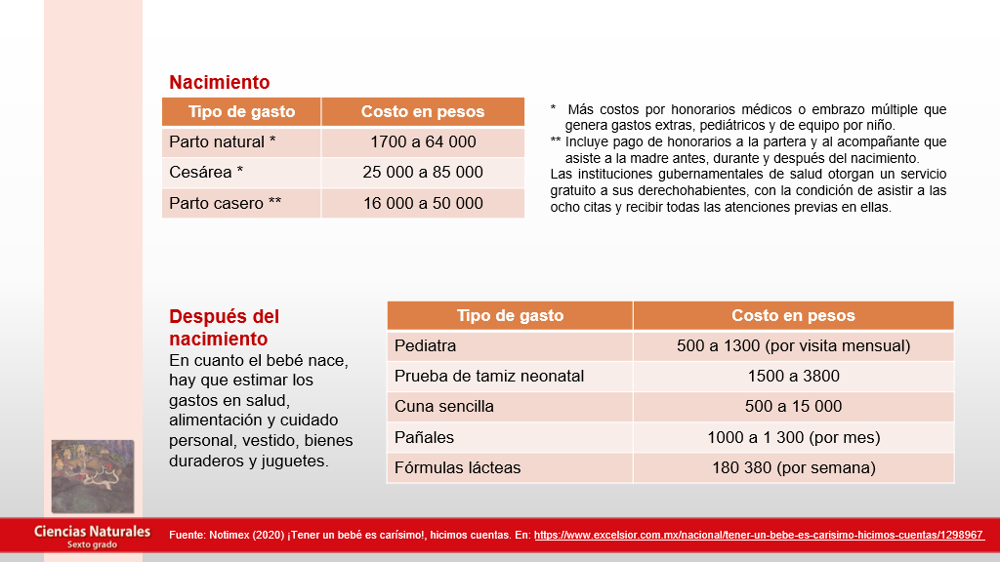 Nacimiento
Tipo de gasto Costo en pesos
Parto natural * 1700 a 64 000
Cesárea * 25 000 a 85 000
Parto casero ** 16 000 a 50 000
* Más costos por honorarios médicos o embrazo múltiple que
genera gastos extras, pediátricos y de equipo por niño.
** Incluye pago de honorarios a la partera y al acompañante que
asiste a la madre antes, durante y después del nacimiento.
Las instituciones gubernamentales de salud otorgan un servicio
gratuito a sus derechohabientes, con la condición de asistir a las
ocho citas y recibir todas las atenciones previas en ellas.
Después del
nacimiento
En cuanto el bebé nace,
hay que estimar los
gastos en salud,
alimentación y cuidado
personal, vestido, bienes
duraderos y juguetes.
Tipo de gasto Costo en pesos
Pediatra 500 a 1300 (por visita mensual)
Prueba de tamiz neonatal 1500 a 3800
Cuna sencilla 500 a 15 000
Pañales 1000 a 1 300 (por mes)
Fórmulas lácteas 180 380 (por semana)
Ciencias Naturales
Sexto grado
Fuente: Notimex (2020) ¡Tener un bebé es carísimo!, hicimos cuentas. En: https://www.excelsior.com.mx/nacional/tener-un-bebe-es-carisimo-hicimos-cuentas/1298967